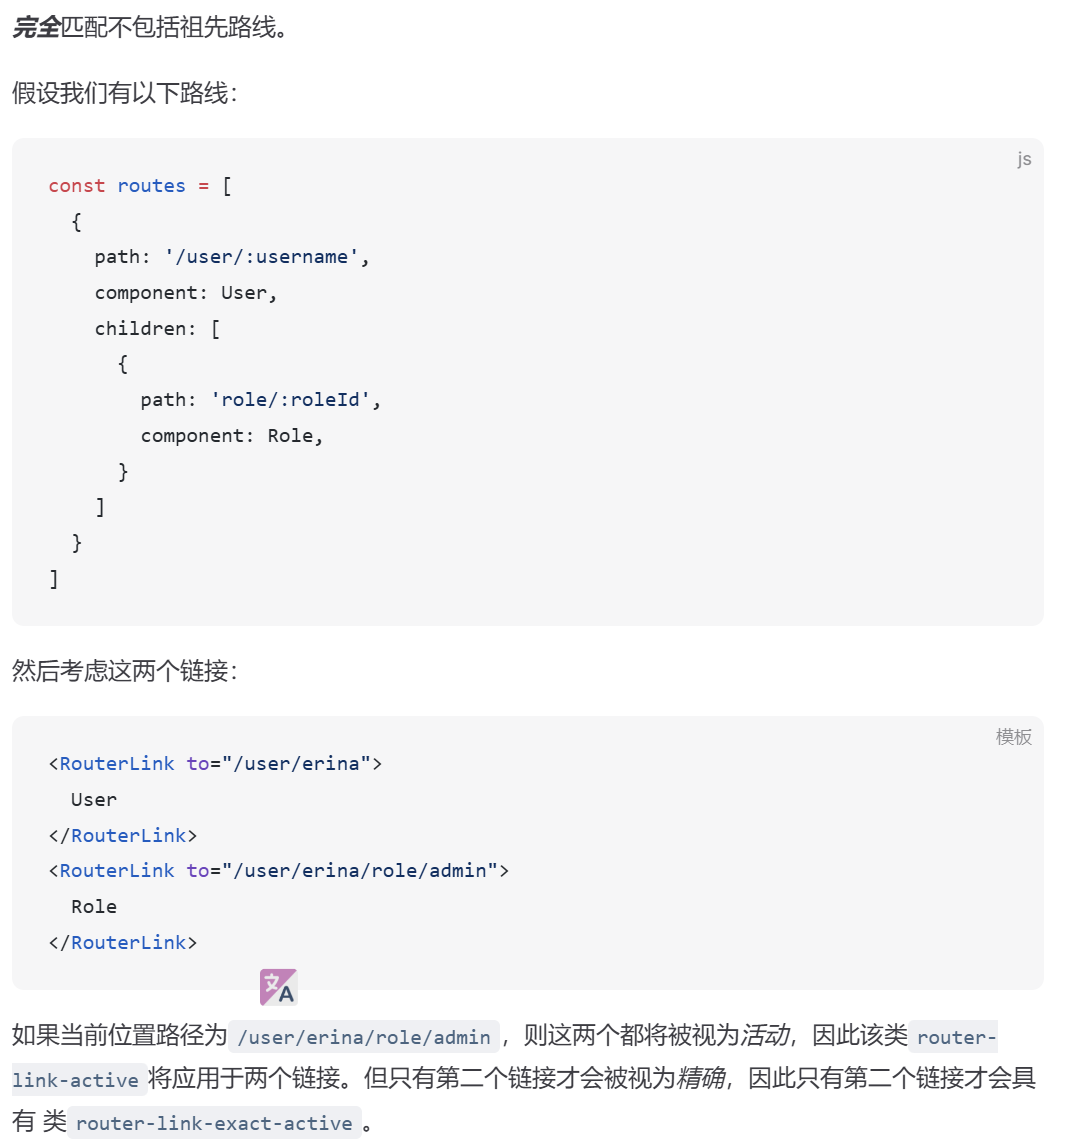 完全匹配不包括祖先路线。
假设我们有以下路线：
js
const routes = [
  {
    path: '/user/:username',
    component: User,
    children: [
      {
        path: 'role/:roleId',
        component: Role,
      }
    ]
  }
]
然后考虑这两个链接：
模板
<RouterLink to="/user/erina">
  User
</RouterLink>
<RouterLink to="/user/erina/role/admin">
  Role
</RouterLink>
文A
如果当前位置路径为 /user/erina/role/admin ，则这两个都将被视为活动，因此该类 router-
link-active 将应用于两个链接。但只有第二个链接才会被视为精确，因此只有第二个链接才会具
有 类 router-link-exact-active 。